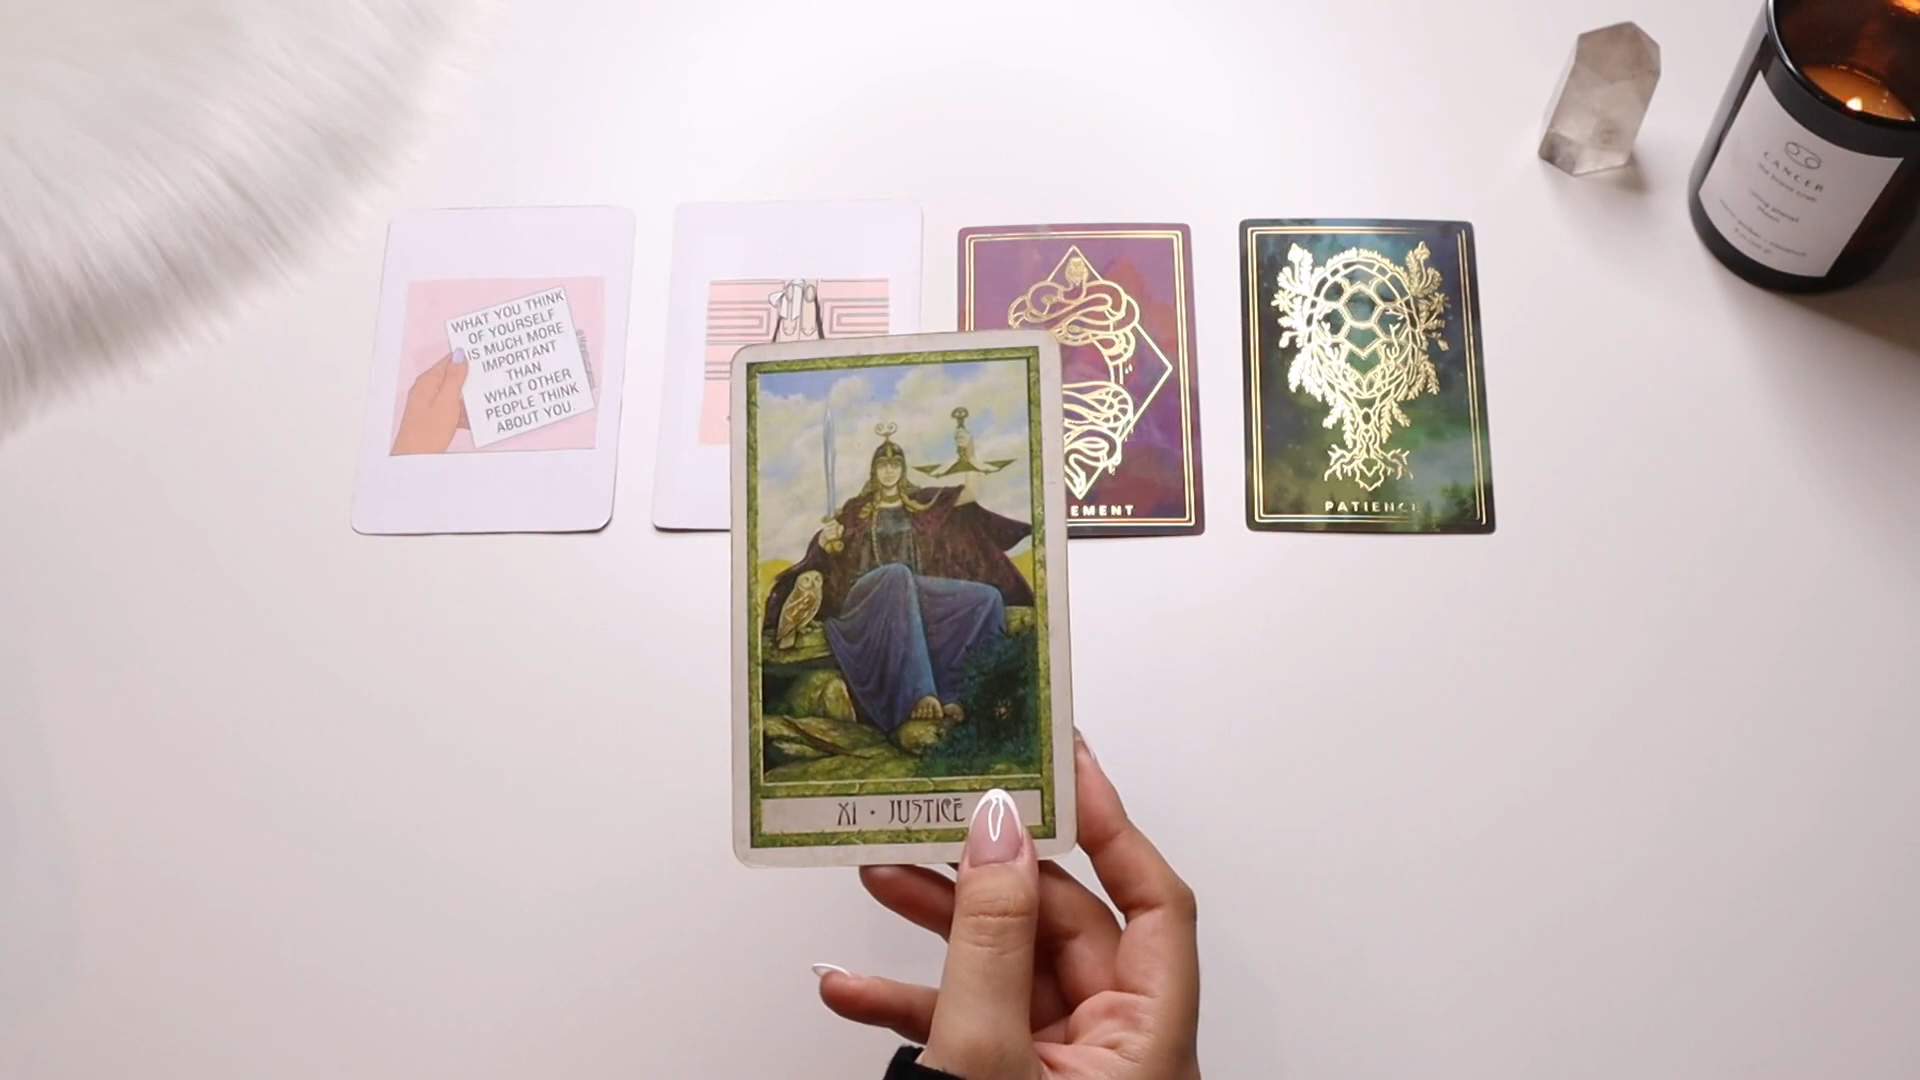 WHAT YOU THINK
OF YOURSELF
IS MUCH MORE
IMPORTANT
THAN
WHAT OTHER
PEOPLE THINK
ABOUT YOU.
EMENT
PATIENCE
CANCER
XI • JUSTICE